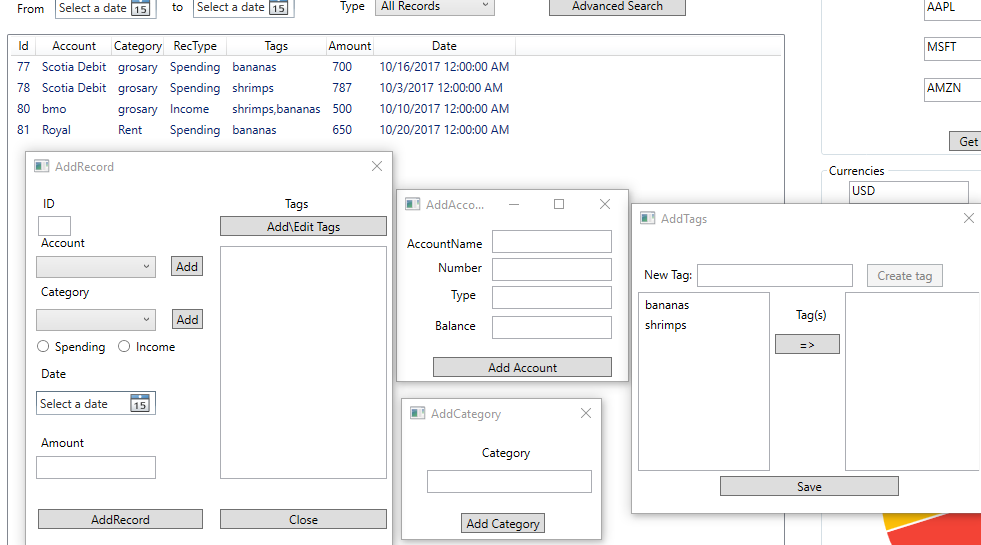 From Select a date 15 to Select a date 15 Type All Records Advanced Search
AAPL
MSFT
AMZN
Get
Currencies
USD
Id Account Category RecType Tags Amount Date
77 Scotia Debit grosary Spending bananas 700 10/16/2017 12:00:00 AM
78 Scotia Debit grosary Spending shrimps 787 10/3/2017 12:00:00 AM
80 bmo grosary Income shrimps,bananas 500 10/10/2017 12:00:00 AM
81 Royal Rent Spending bananas 650 10/20/2017 12:00:00 AM
AddRecord
ID
Tags
Add\Edit Tags
Account
Add
Category
Add
Spending Income
Date
Select a date 15
Amount
AddRecord
Close
AddAcco...
AccountName
Number
Type
Balance
Add Account
AddCategory
Category
Add Category
AddTags
New Tag:
Create tag
bananas
shrimps
Tag(s)
=>
Save